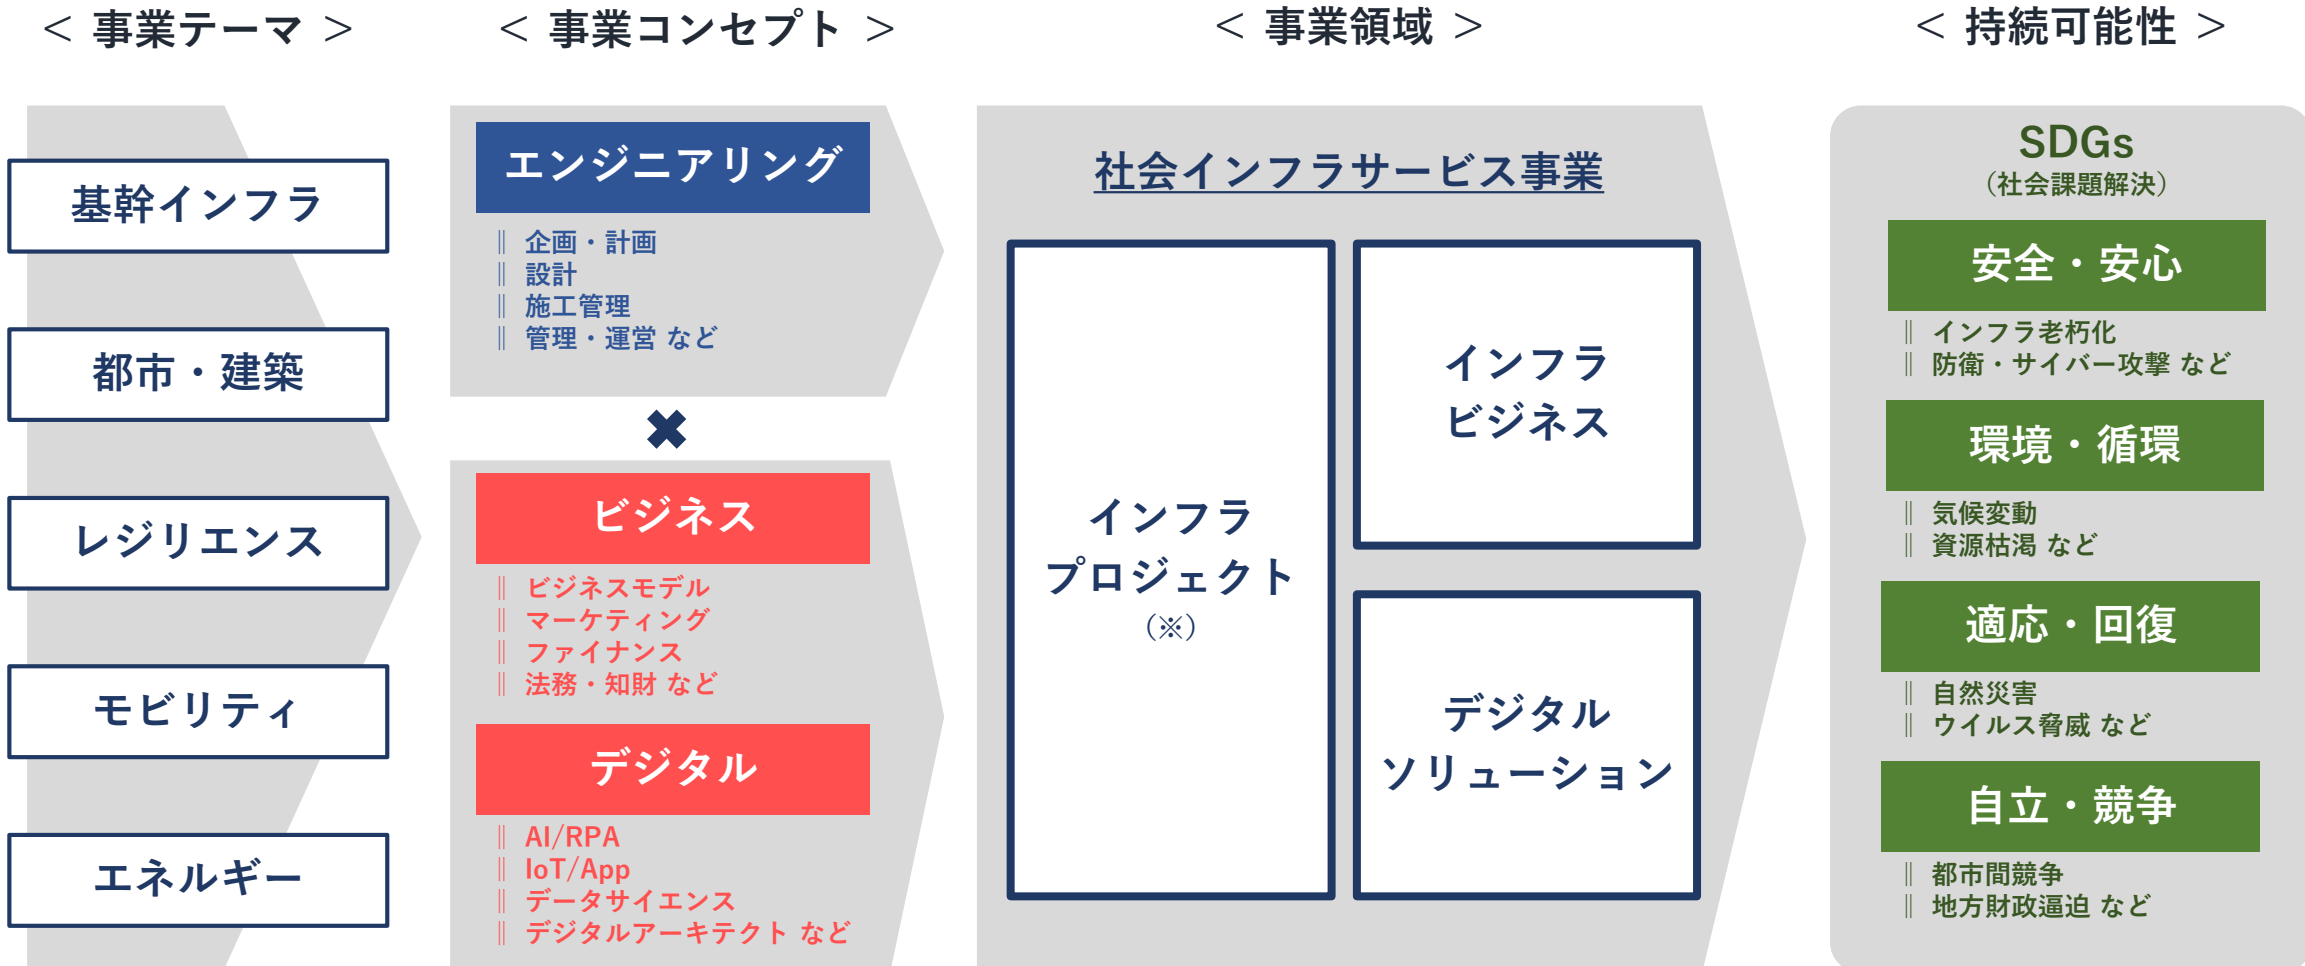 < 事業テーマ >
基幹インフラ
都市・建築
レジリエンス
モビリティ
エネルギー
< 事業コンセプト >
エンジニアリング
‖ 企画・計画
‖ 設計
‖ 施工管理
‖ 管理・運営 など
✖
ビジネス
‖ ビジネスモデル
‖ マーケティング
‖ ファイナンス
‖ 法務・知財 など
デジタル
‖ AI/RPA
‖ IoT/App
‖ データサイエンス
‖ デジタルアーキテクト など
< 事業領域 >
社会インフラサービス事業
インフラ
プロジェクト
（※）
インフラ
ビジネス
デジタル
ソリューション
< 持続可能性 >
SDGs
（社会課題解決）
安全・安心
‖ インフラ老朽化
‖ 防衛・サイバー攻撃 など
環境・循環
‖ 気候変動
‖ 資源枯渇 など
適応・回復
‖ 自然災害
‖ ウイルス脅威 など
自立・競争
‖ 都市間競争
‖ 地方財政逼迫 など